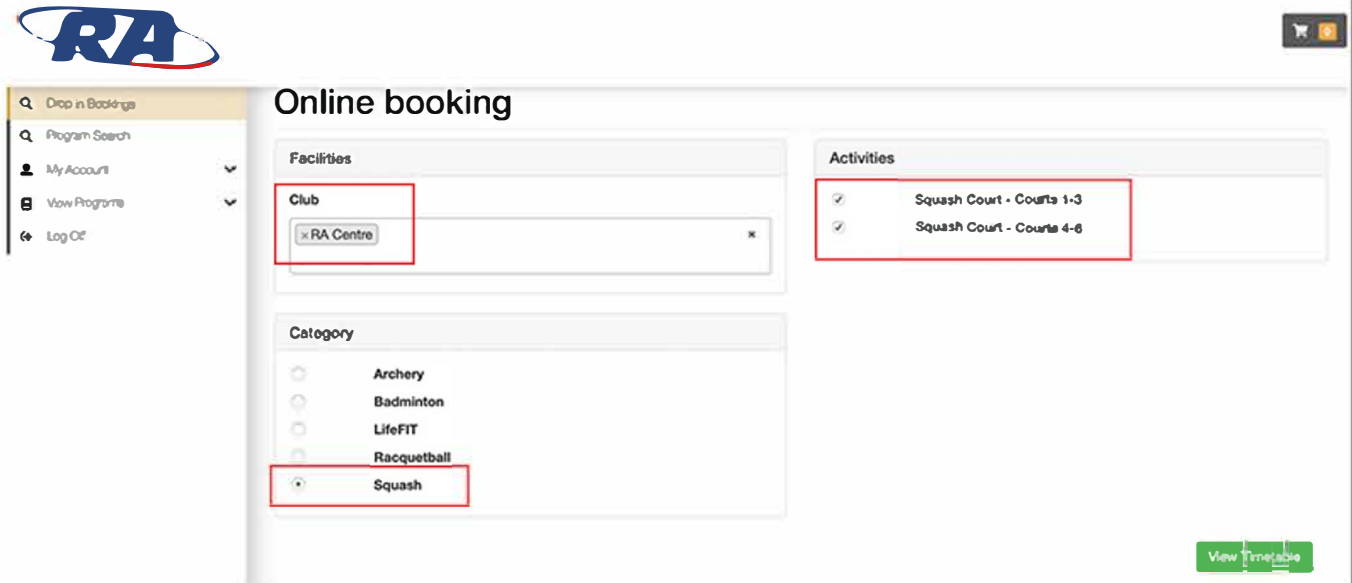 RA
0
Drop in Bookings
Program Search
My Account
View Programs
Log Off
Online booking
Facilities
Club
×RA Centre
×
Category
Archery
Badminton
LifeFIT
Racquetball
Squash
Activities
Squash Court - Courts 1-3
Squash Court - Courts 4-6
View Timetable